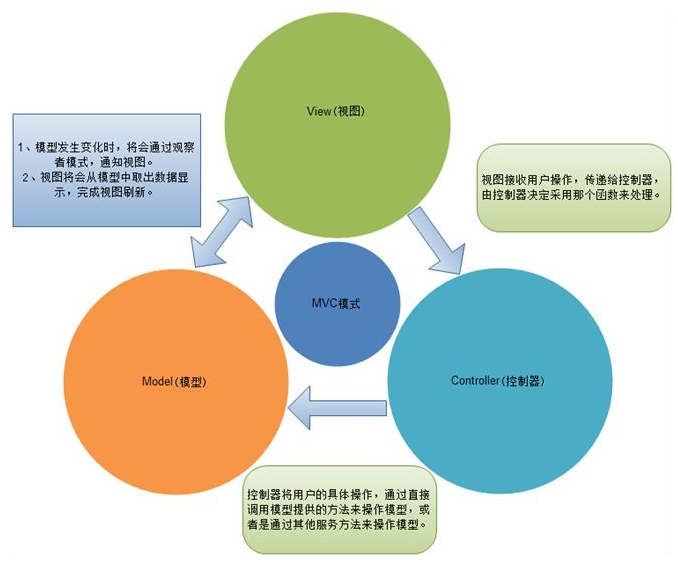 View(视图)
1、模型发生变化时，将会通过观察
者模式，通知视图。
2、视图将会从模型中取出数据显
示，完成视图刷新。
视图接收用户操作，传递给控制器，
由控制器决定采用那个函数来处理。
MVC模式
Model(模型)
Controller(控制器)
控制器将用户的具体操作，通过直接
调用模型提供的方法来操作模型，或
者是通过其他服务方法来操作模型。